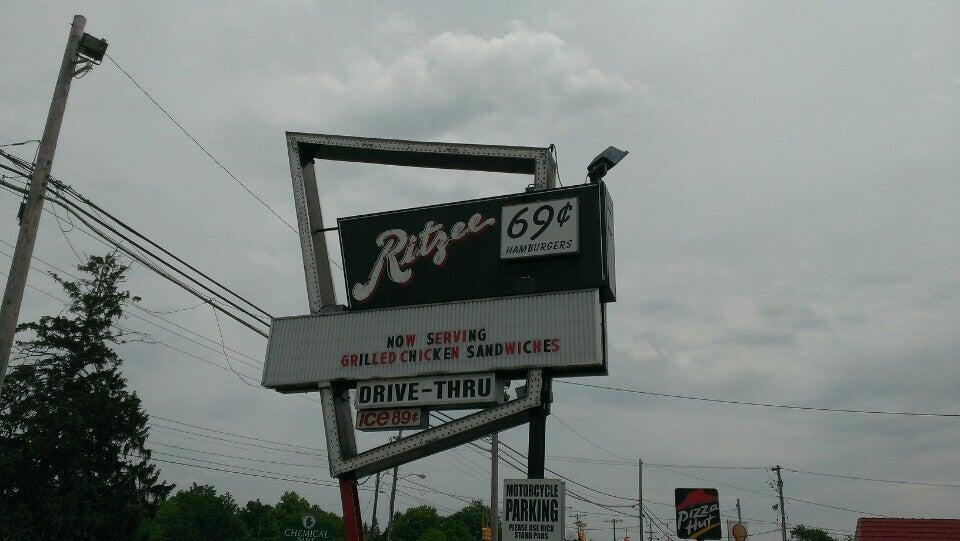 Ritzee
69¢
HAMBURGERS
NOW SERVING
GRILLED CHICKEN SANDWICHES
DRIVE-THRU
ICE 89¢
MOTORCYCLE
PARKING
PLEASE USE KICK
STAND PADS
Pizza
Hut
CHEMICAL